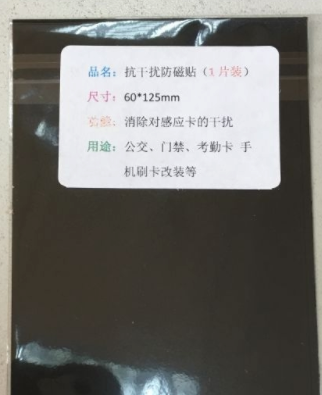 品名：抗干扰防磁贴（1片装）
尺寸：60*125mm
功能：消除对感应卡的干扰
用途：公交、门禁、考勤卡 手
机刷卡改装等